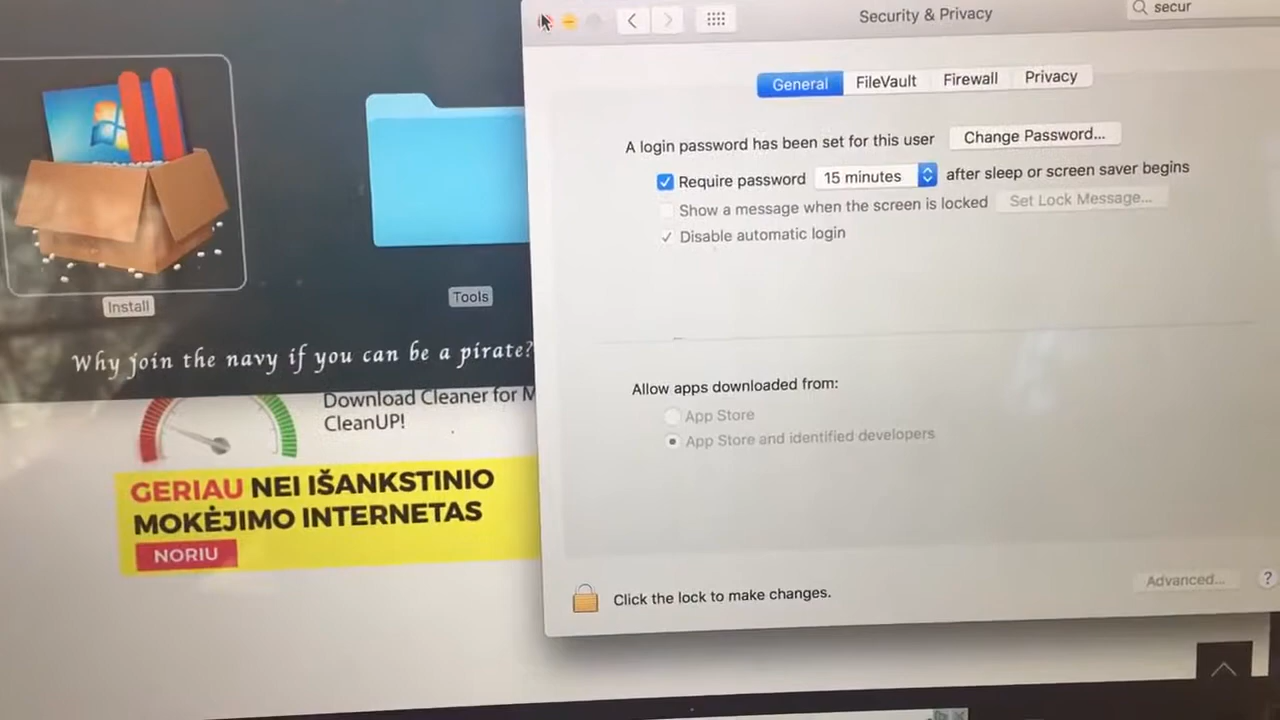 Security & Privacy
secur
General
FileVault
Firewall
Privacy
A login password has been set for this user
Change Password...
Require password
15 minutes
after sleep or screen saver begins
Show a message when the screen is locked
Set Lock Message...
Disable automatic login
Allow apps downloaded from:
App Store
App Store and identified developers
Click the lock to make changes.
Advanced...
?
Install
Tools
Why join the navy if you can be a pirate?
Download Cleaner for M
CleanUP!
GERIAU NEI IŠANKSTINIO
MOKĖJIMO INTERNETAS
NORIU